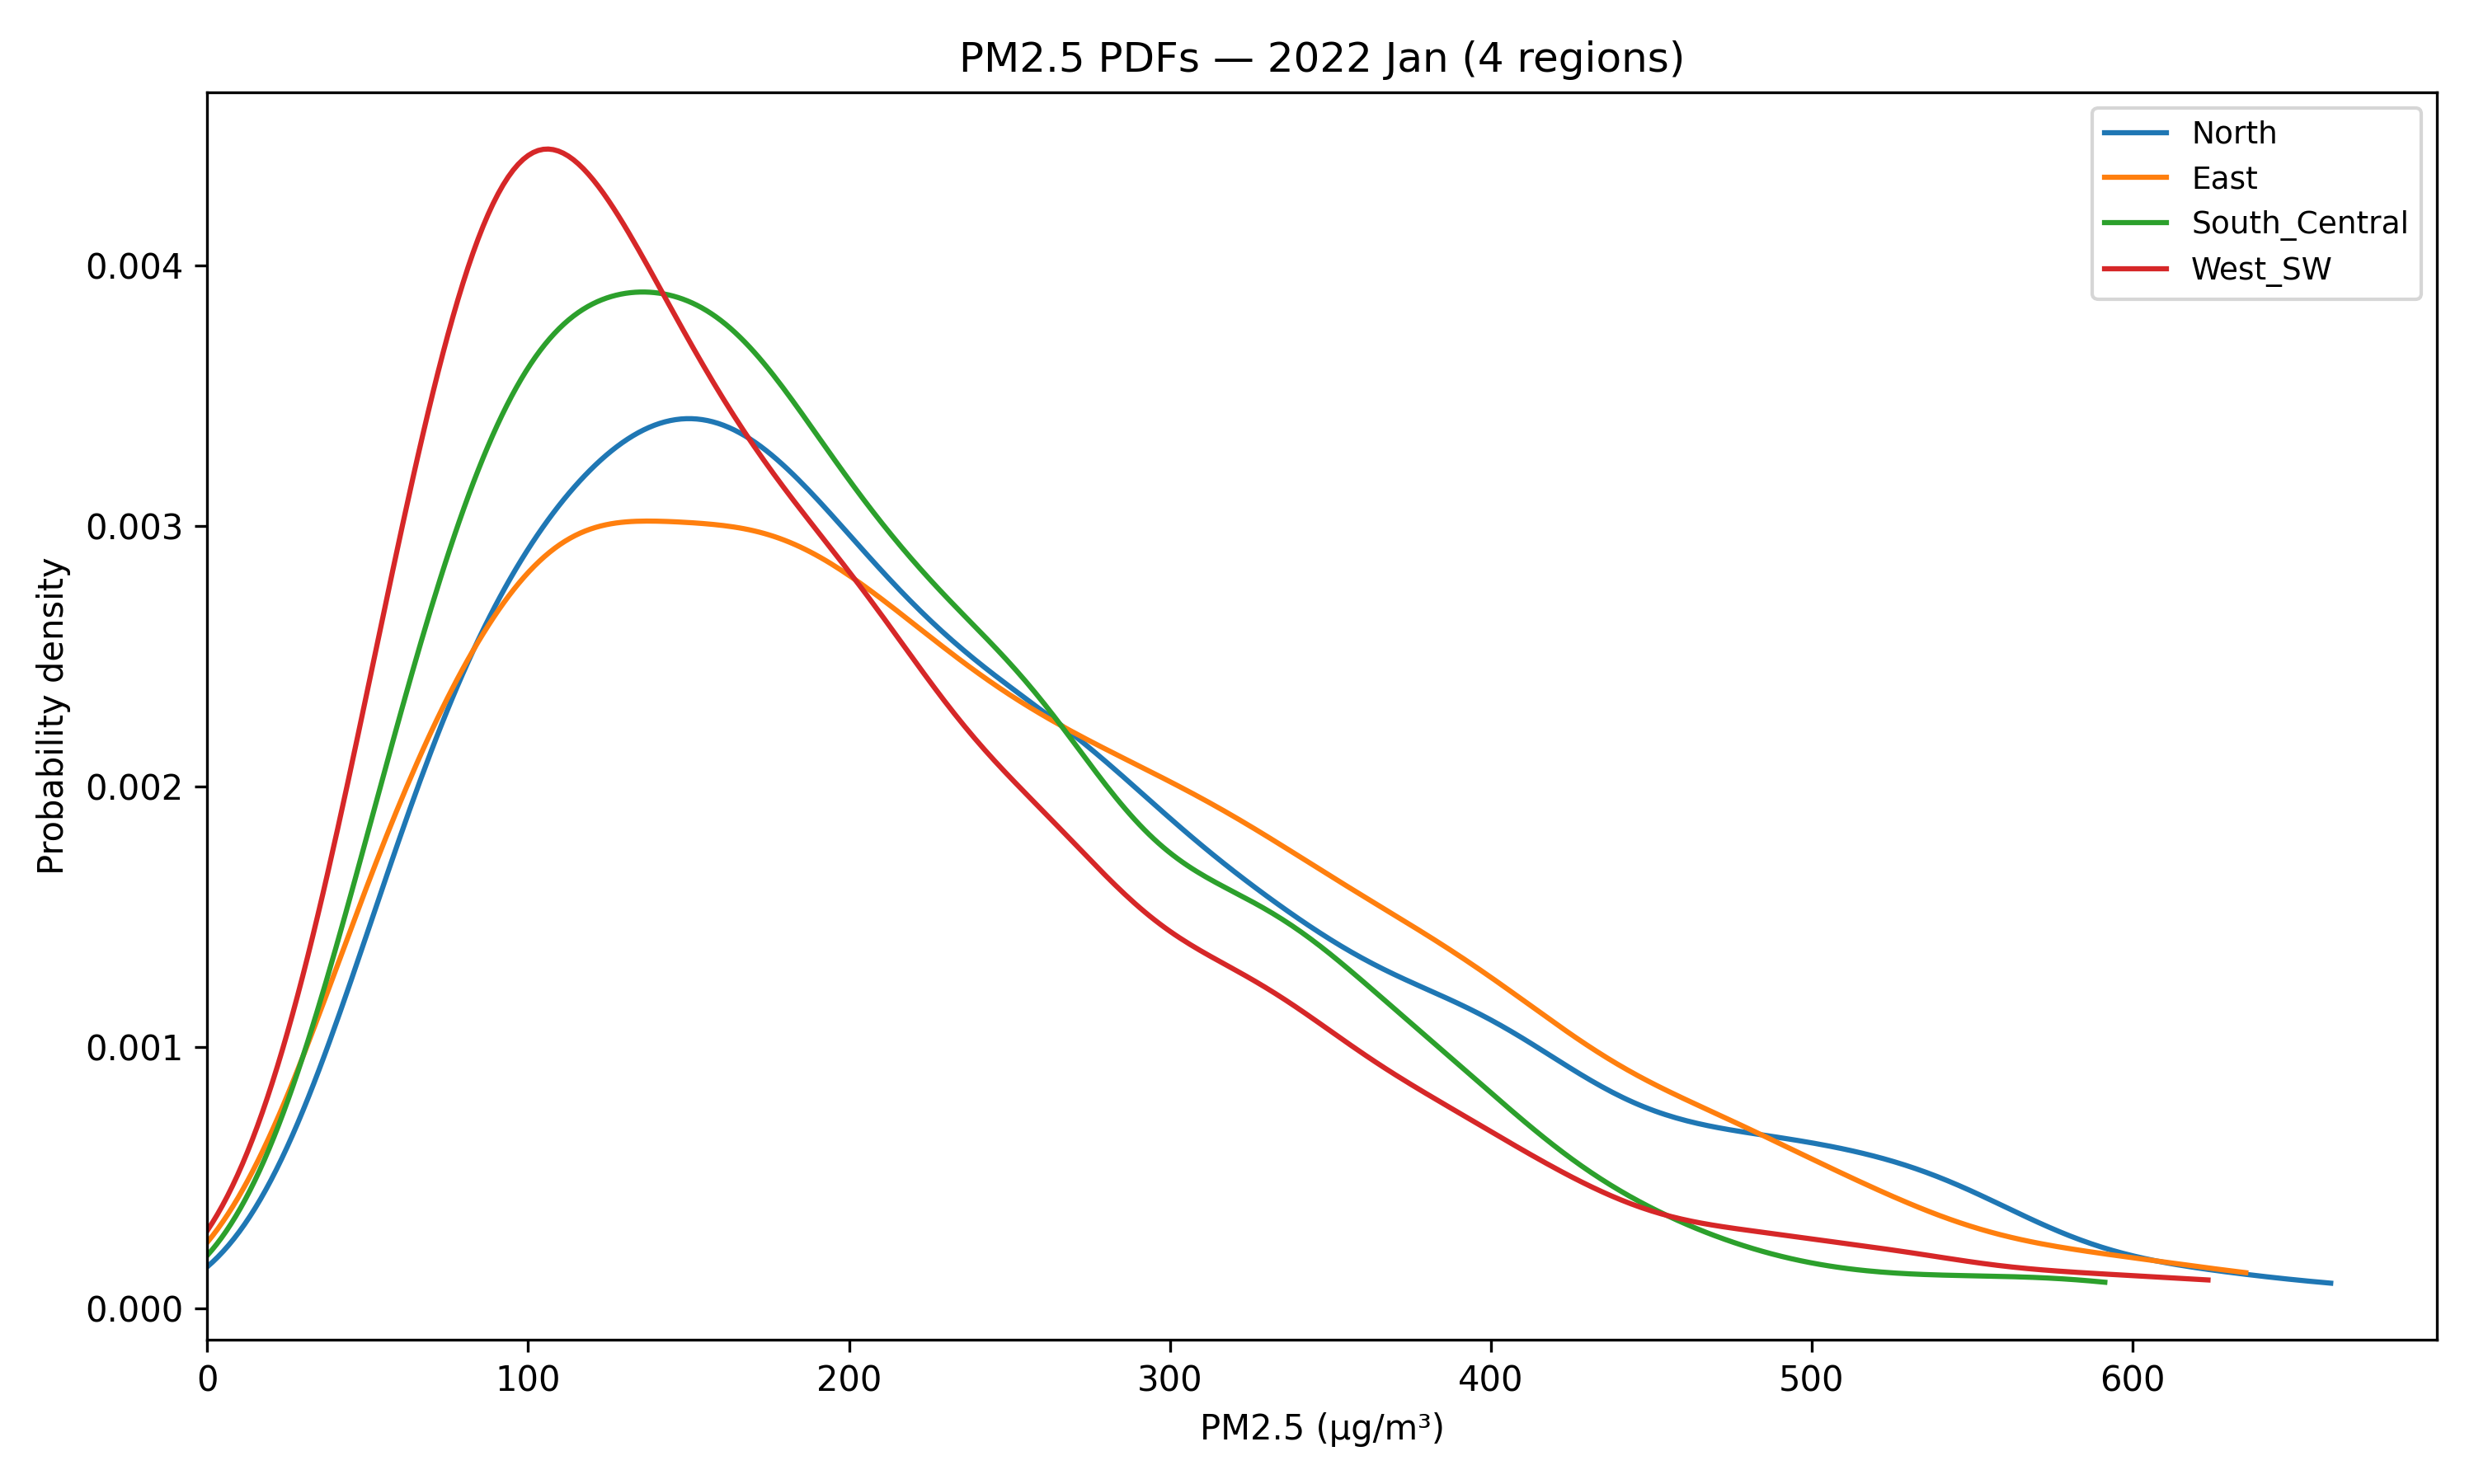 PM2.5 PDFs — 2022 Jan (4 regions)
North
East
South_Central
West_SW
Probability density
0.004
0.003
0.002
0.001
0.000
0 100 200 300 400 500 600
PM2.5 (µg/m³)